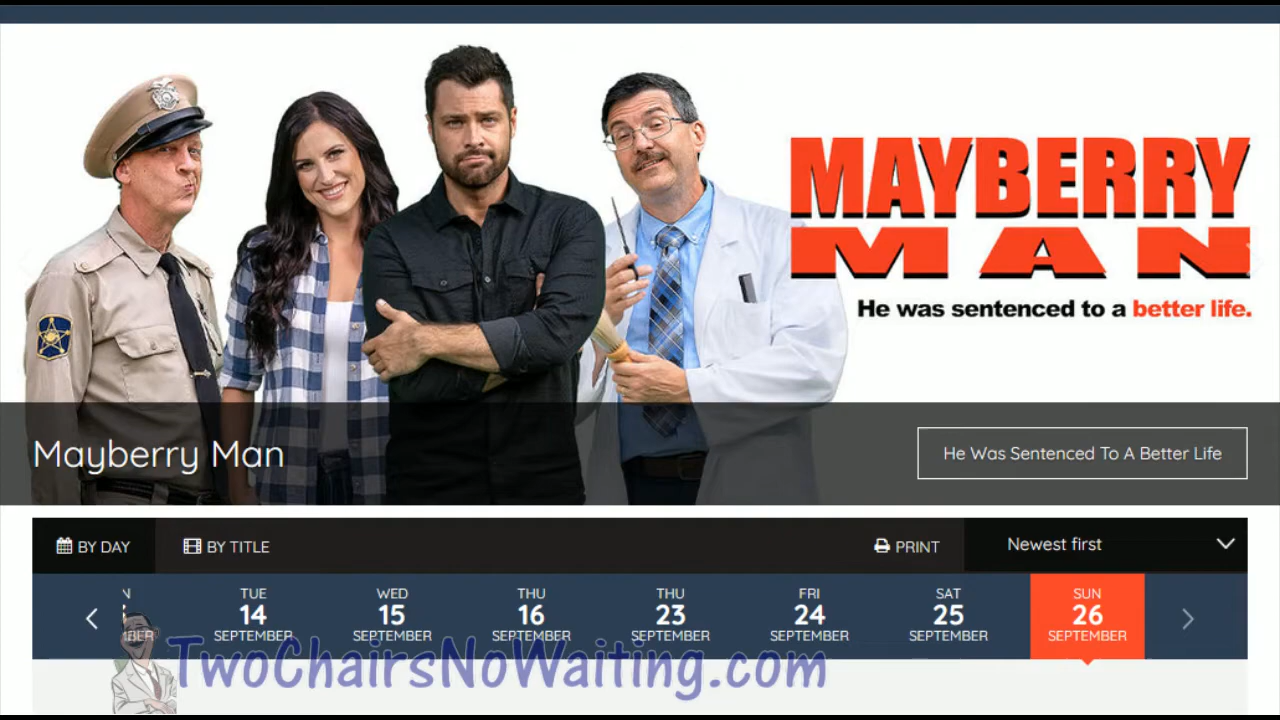 MAYBERRY
MAN
He was sentenced to a better life.
Mayberry Man
He Was Sentenced To A Better Life
BY DAY
BY TITLE
PRINT
Newest first
TUE
14
SEPTEMBER
WED
15
SEPTEMBER
THU
16
SEPTEMBER
THU
23
SEPTEMBER
FRI
24
SEPTEMBER
SAT
25
SEPTEMBER
SUN
26
SEPTEMBER
TwoChairsNoWaiting.com